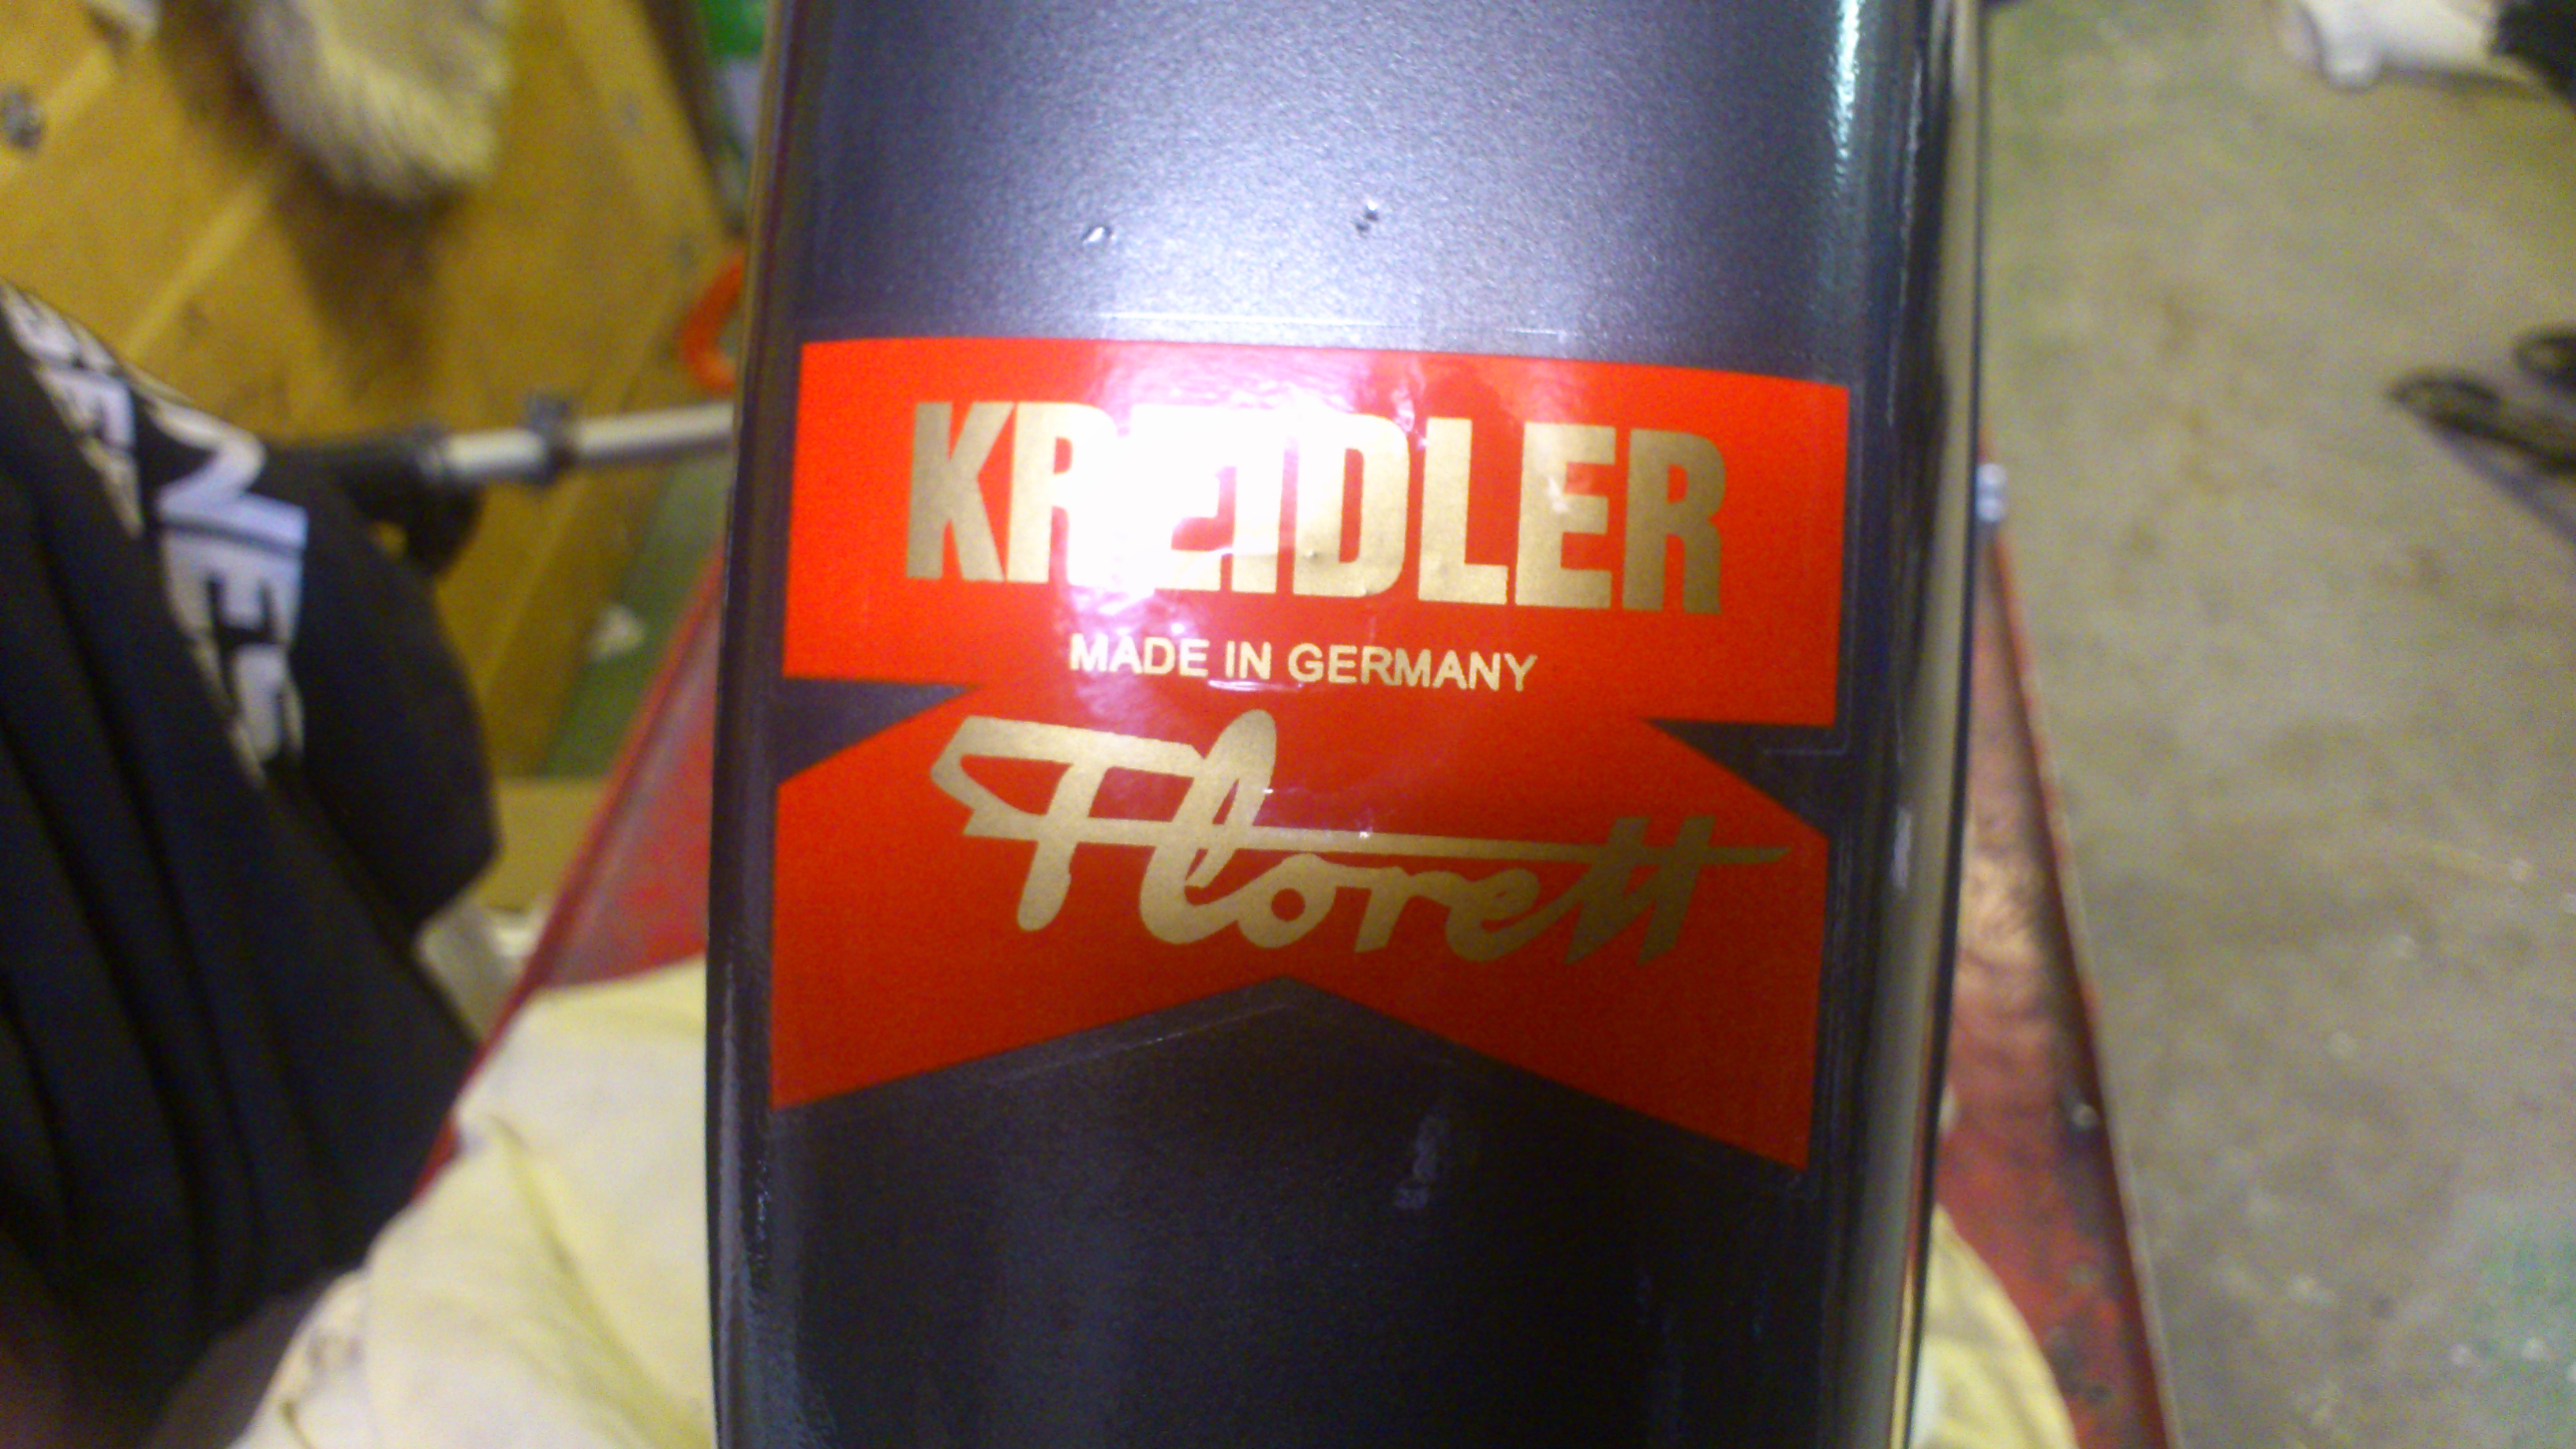 KREIDLER
MADE IN GERMANY
Florett